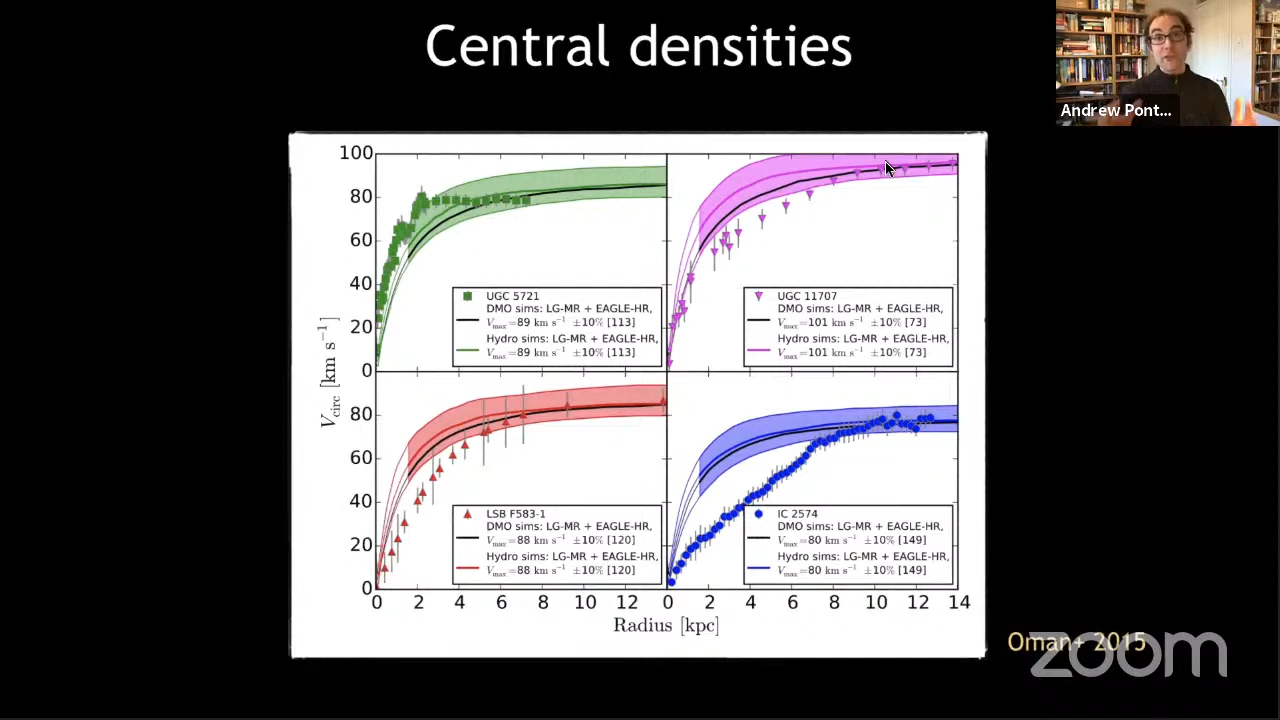 Central densities
Andrew Pont...
V_circ [km s⁻¹]
100
80
60
40
20
0
UGC 5721
DMO sims: LG-MR + EAGLE-HR,
V_max=89 km s⁻¹ ±10% [113]
Hydro sims: LG-MR + EAGLE-HR,
V_max=89 km s⁻¹ ±10% [113]
UGC 11707
DMO sims: LG-MR + EAGLE-HR,
V_max=101 km s⁻¹ ±10% [73]
Hydro sims: LG-MR + EAGLE-HR,
V_max=101 km s⁻¹ ±10% [73]
80
60
40
20
0
LSB F583-1
DMO sims: LG-MR + EAGLE-HR,
V_max=88 km s⁻¹ ±10% [120]
Hydro sims: LG-MR + EAGLE-HR,
V_max=88 km s⁻¹ ±10% [120]
IC 2574
DMO sims: LG-MR + EAGLE-HR,
V_max=80 km s⁻¹ ±10% [149]
Hydro sims: LG-MR + EAGLE-HR,
V_max=80 km s⁻¹ ±10% [149]
0 2 4 6 8 10 12 0 2 4 6 8 10 12 14
Radius [kpc]
Oman+ 2015
zoom